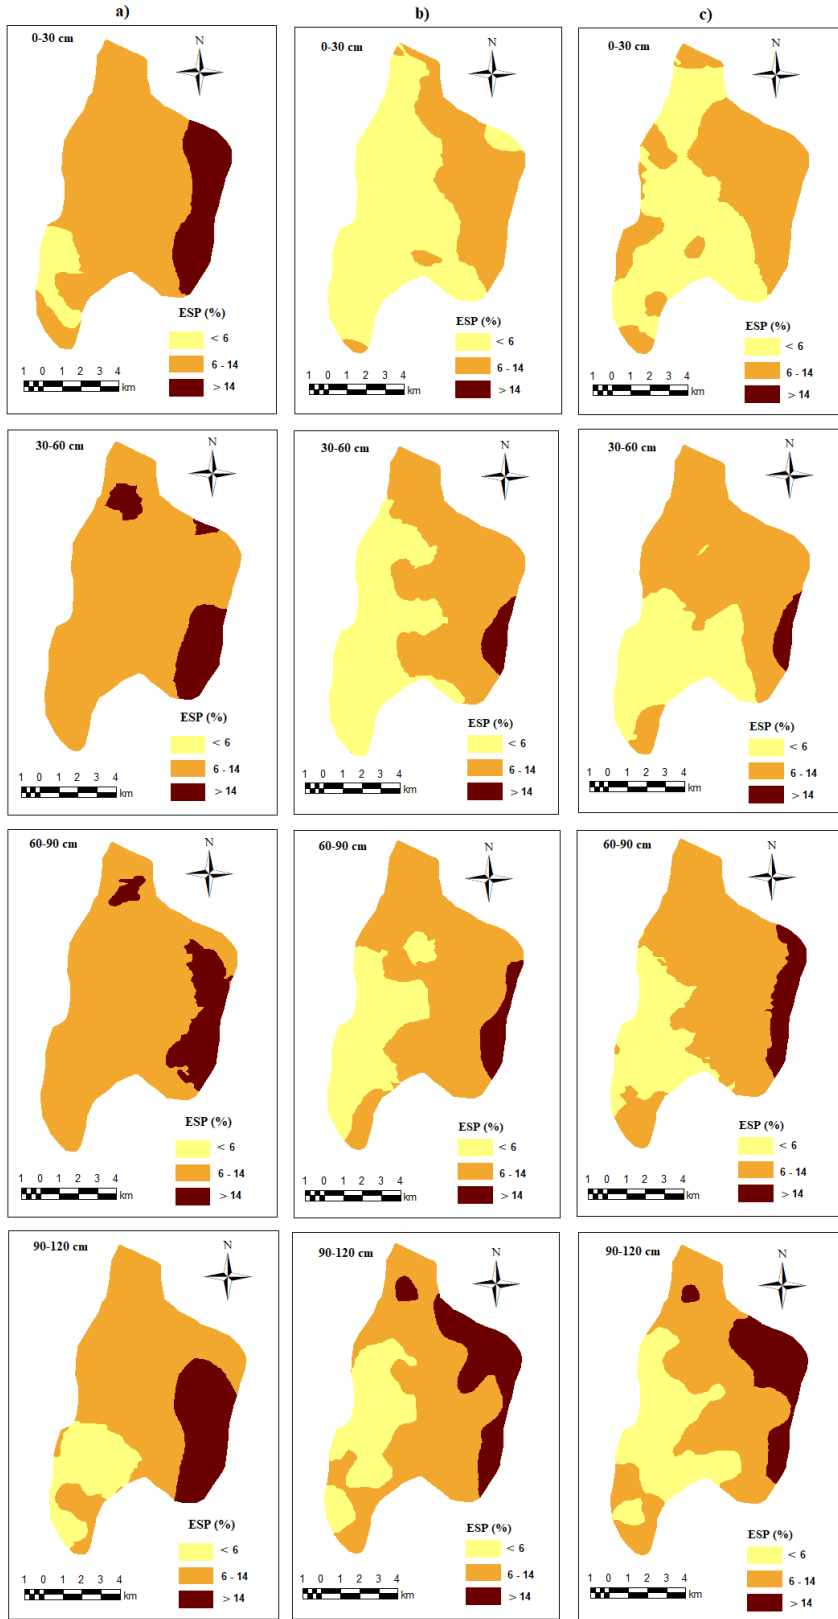 a)
b)
c)
0-30 cm
N
ESP (%)
< 6
6 - 14
> 14
1 0 1 2 3 4
km
0-30 cm
N
ESP (%)
< 6
6 - 14
> 14
1 0 1 2 3 4
km
0-30 cm
N
ESP (%)
< 6
6 - 14
> 14
1 0 1 2 3 4
km
30-60 cm
N
ESP (%)
< 6
6 - 14
> 14
1 0 1 2 3 4
km
30-60 cm
N
ESP (%)
< 6
6 - 14
> 14
1 0 1 2 3 4
km
30-60 cm
N
ESP (%)
< 6
6 - 14
> 14
1 0 1 2 3 4
km
60-90 cm
N
ESP (%)
< 6
6 - 14
> 14
1 0 1 2 3 4
km
60-90 cm
N
ESP (%)
< 6
6 - 14
> 14
1 0 1 2 3 4
km
60-90 cm
N
ESP (%)
< 6
6 - 14
> 14
1 0 1 2 3 4
km
90-120 cm
N
ESP (%)
< 6
6 - 14
> 14
1 0 1 2 3 4
km
90-120 cm
N
ESP (%)
< 6
6 - 14
> 14
1 0 1 2 3 4
km
90-120 cm
N
ESP (%)
< 6
6 - 14
> 14
1 0 1 2 3 4
km